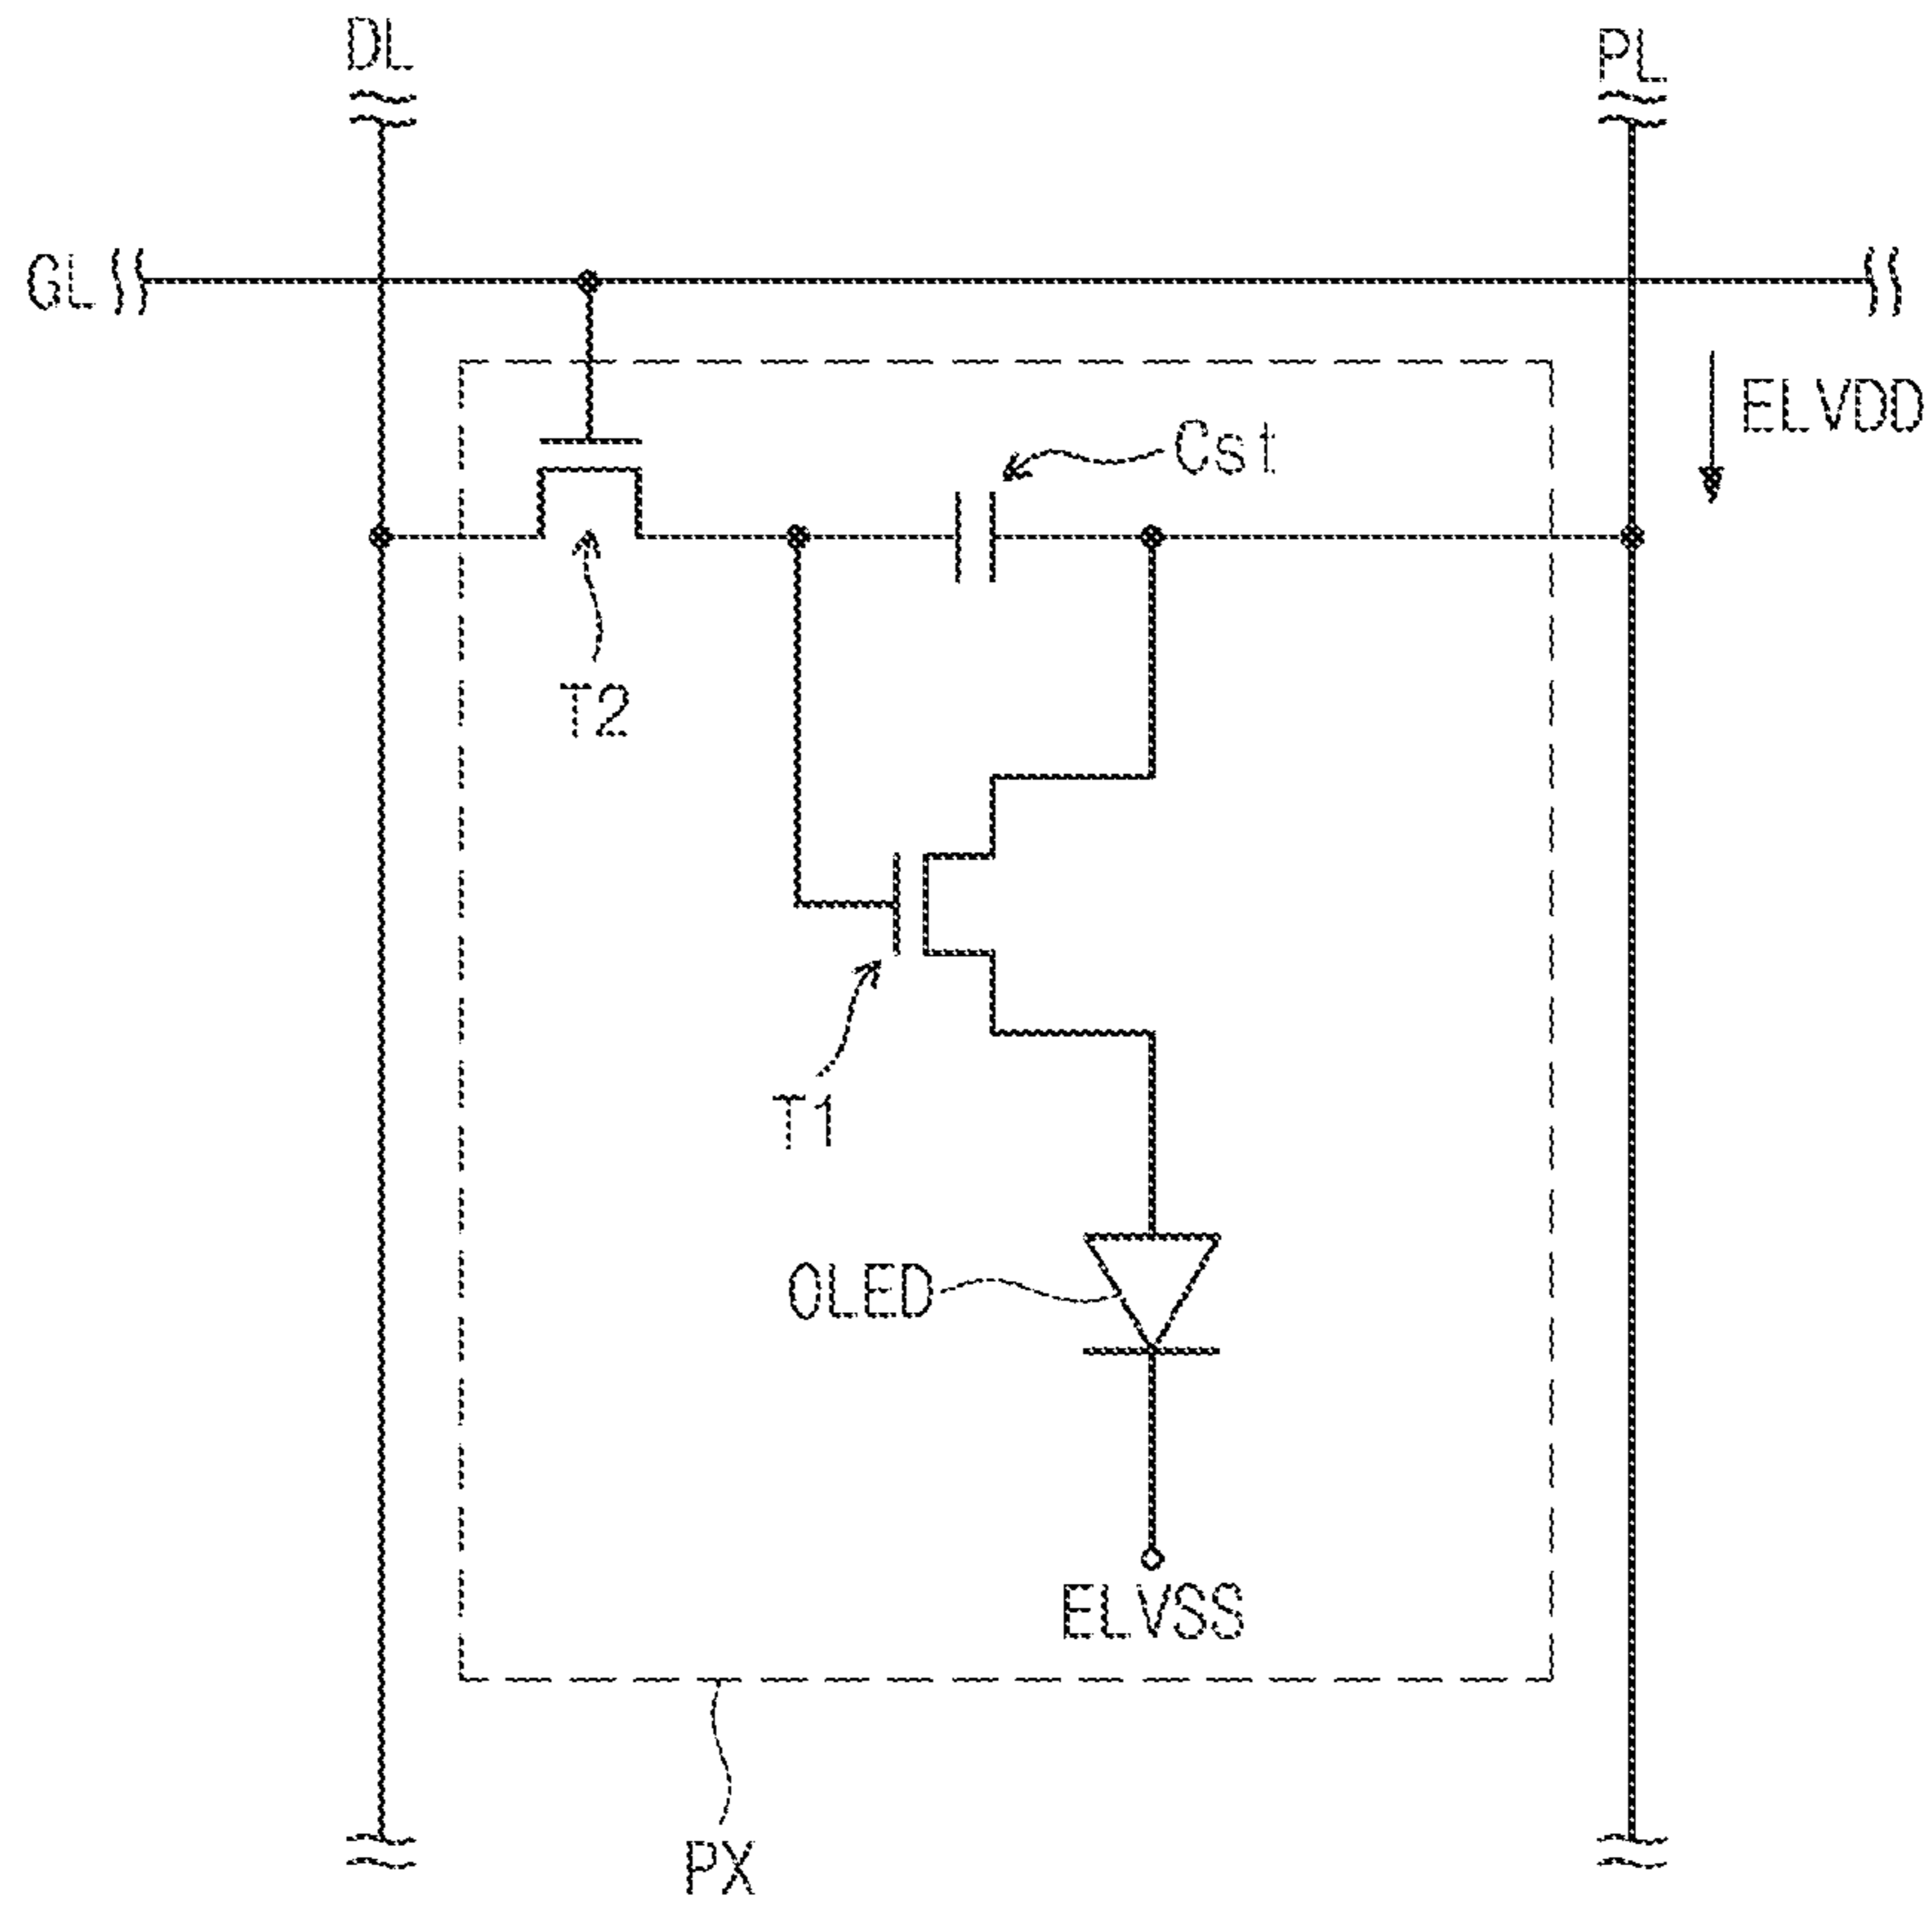 DL
PL
GL
ELVDD
Cst
T2
T1
OLED
ELVSS
PX